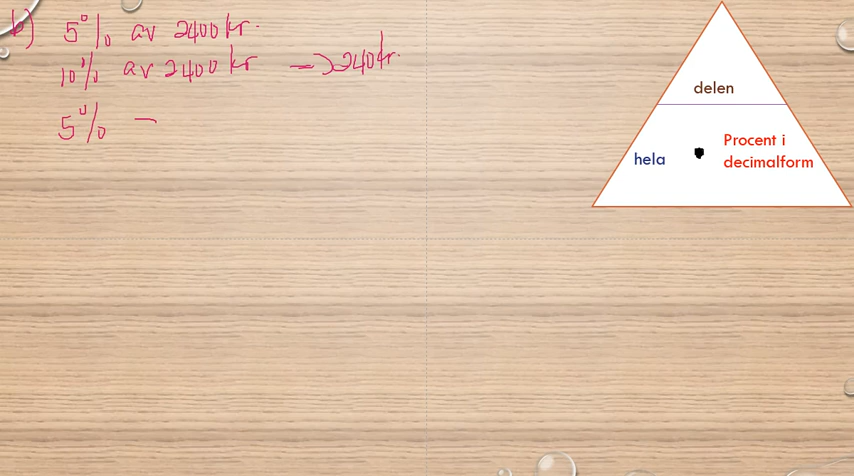 b) 5% av 2400 kr.
10% av 2400 kr → 240 kr.
5% —
delen
hela • Procent i
decimalform